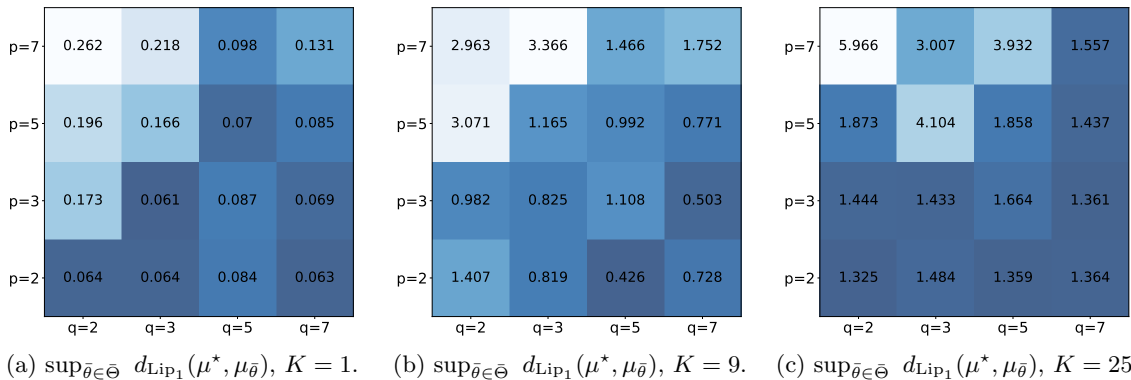 p=7 0.262 0.218 0.098 0.131
p=5 0.196 0.166 0.07 0.085
p=3 0.173 0.061 0.087 0.069
p=2 0.064 0.064 0.084 0.063
q=2 q=3 q=5 q=7
(a) sup_{θ̄∈Θ̄} d_{Lip₁}(μ⋆, μ_{θ̄}), K = 1.
p=7 2.963 3.366 1.466 1.752
p=5 3.071 1.165 0.992 0.771
p=3 0.982 0.825 1.108 0.503
p=2 1.407 0.819 0.426 0.728
q=2 q=3 q=5 q=7
(b) sup_{θ̄∈Θ̄} d_{Lip₁}(μ⋆, μ_{θ̄}), K = 9.
p=7 5.966 3.007 3.932 1.557
p=5 1.873 4.104 1.858 1.437
p=3 1.444 1.433 1.664 1.361
p=2 1.325 1.484 1.359 1.364
q=2 q=3 q=5 q=7
(c) sup_{θ̄∈Θ̄} d_{Lip₁}(μ⋆, μ_{θ̄}), K = 25